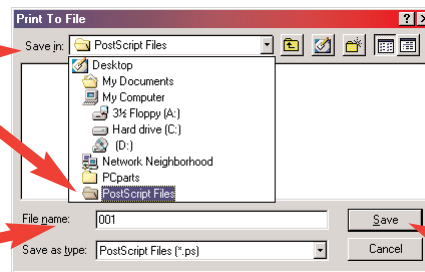 Print To File
Save in: PostScript Files
Desktop
My Documents
My Computer
3½ Floppy (A:)
Hard drive (C:)
(D:)
Network Neighborhood
PCparts
PostScript Files
File name: 001 Save
Save as type: PostScript Files (*.ps) Cancel